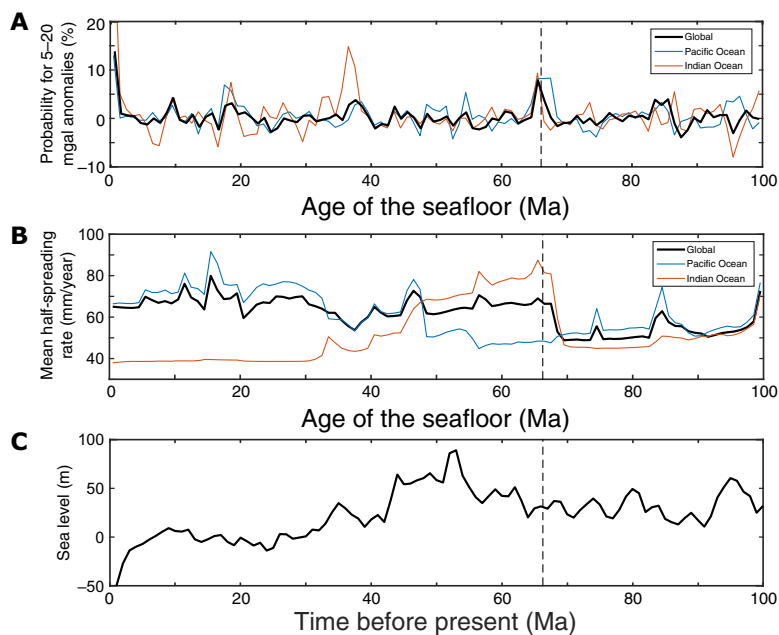 A
Probability for 5–20
mgal anomalies (%)
20
10
0
–10
Global
Pacific Ocean
Indian Ocean
0 20 40 60 80 100
Age of the seafloor (Ma)
B
Mean half-spreading
rate (mm/year)
100
80
60
40
Global
Pacific Ocean
Indian Ocean
0 20 40 60 80 100
Age of the seafloor (Ma)
C
Sea level (m)
100
50
0
–50
0 20 40 60 80 100
Time before present (Ma)